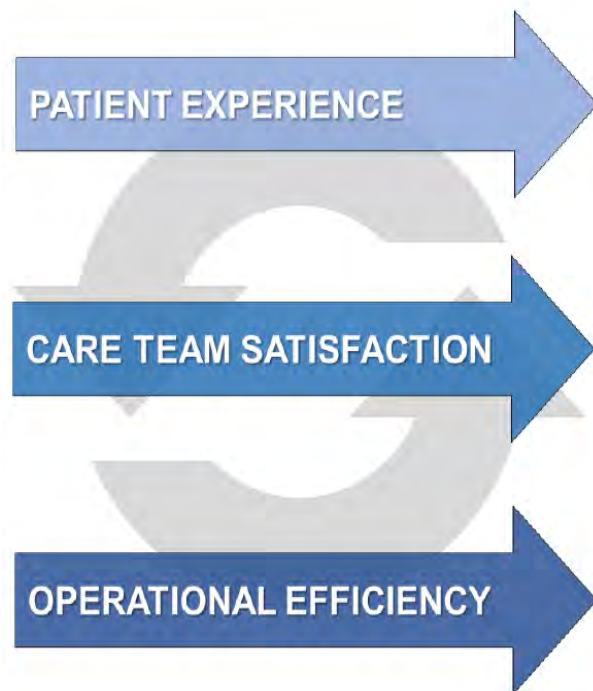 PATIENT EXPERIENCE
CARE TEAM SATISFACTION
OPERATIONAL EFFICIENCY